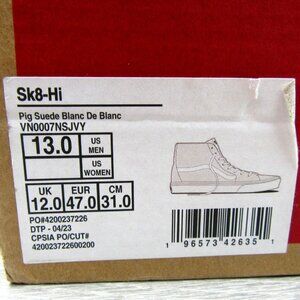 Sk8-Hi
Pig Suede Blanc De Blanc
VN0007NSJVY
13.0 US MEN
US WOMEN
UK EUR CM
12.0 47.0 31.0
PO#4200237226
DTP - 04/23
CPSIA PO/CUT#
420023722600200
1 96573 42635 1